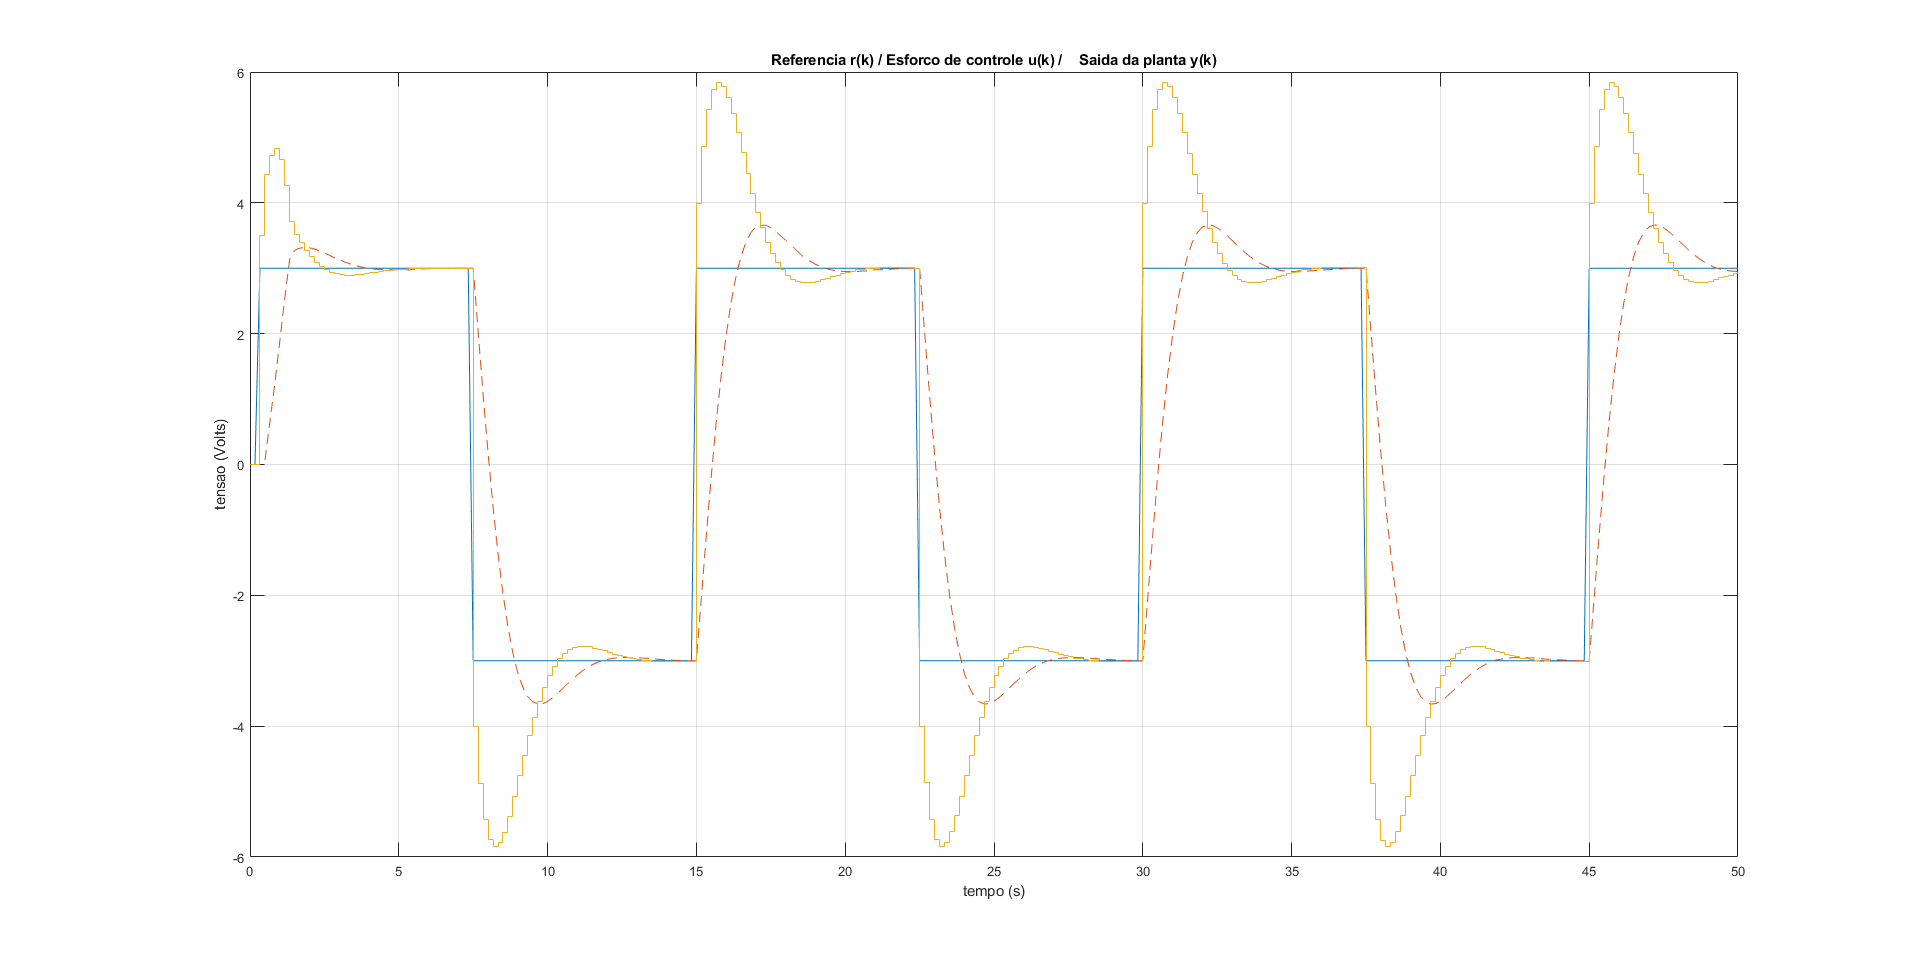 Referencia r(k) / Esforco de controle u(k) /    Saida da planta y(k)
6
4
2
0
-2
-4
-6
tensao (Volts)
0 5 10 15 20 25 30 35 40 45 50
tempo (s)